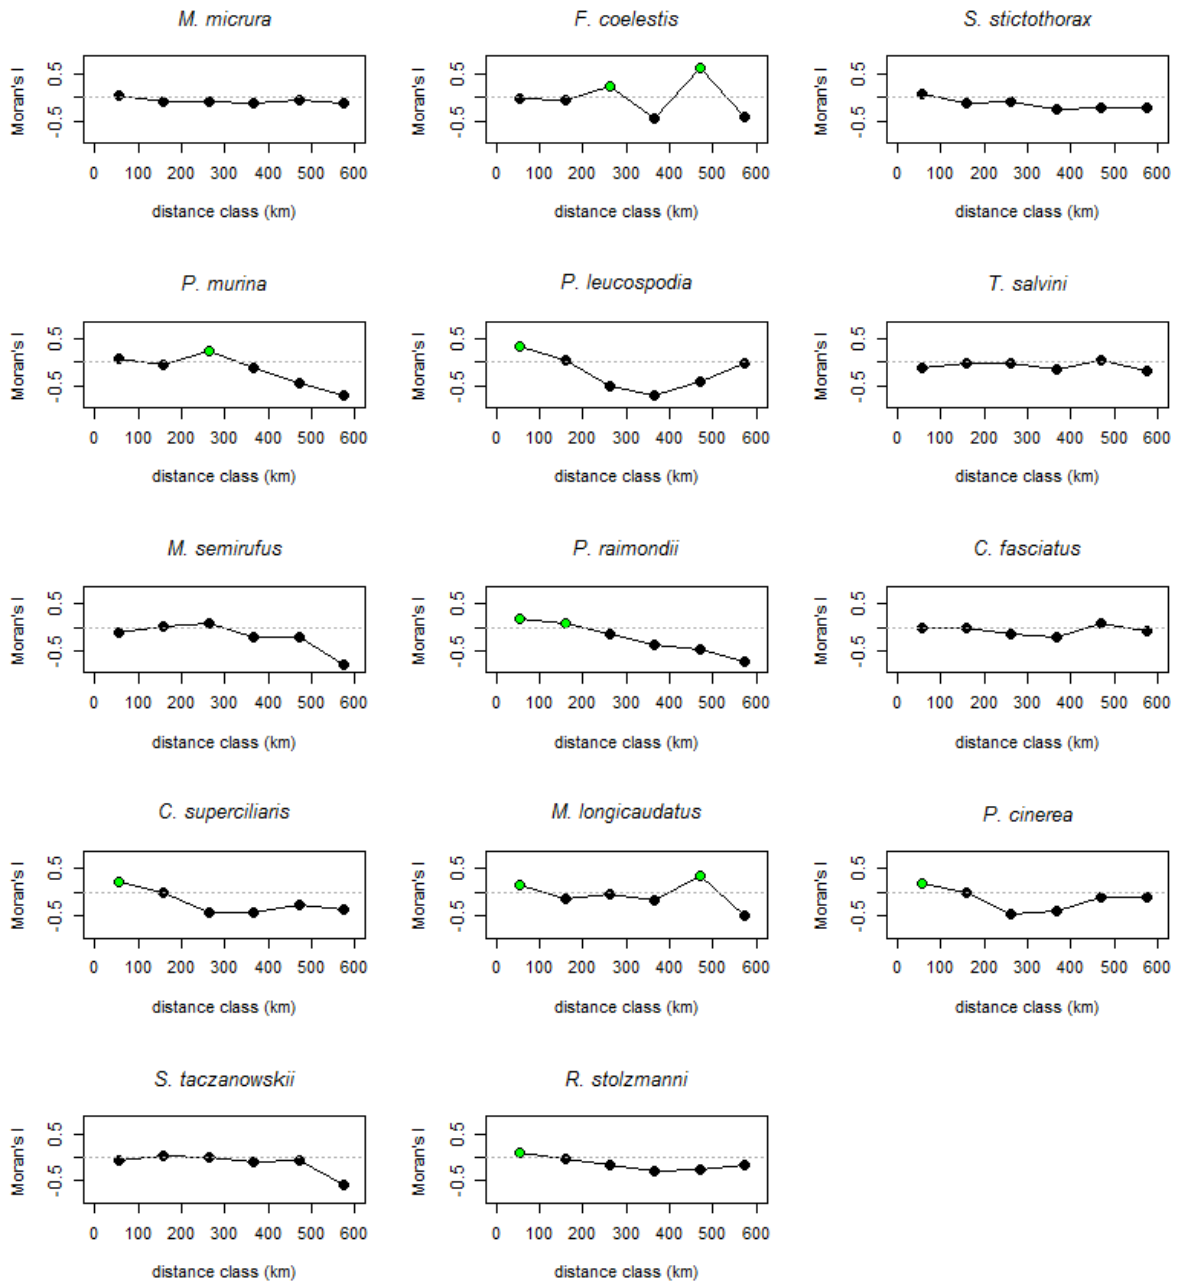 M. micrura
F. coelestis
S. stictothorax
Moran's I
-0.5 0.5
0 100 200 300 400 500 600
distance class (km)
Moran's I
-0.5 0.5
0 100 200 300 400 500 600
distance class (km)
Moran's I
-0.5 0.5
0 100 200 300 400 500 600
distance class (km)
P. murina
P. leucospodia
T. salvini
Moran's I
-0.5 0.5
0 100 200 300 400 500 600
distance class (km)
Moran's I
-0.5 0.5
0 100 200 300 400 500 600
distance class (km)
Moran's I
-0.5 0.5
0 100 200 300 400 500 600
distance class (km)
M. semirufus
P. raimondii
C. fasciatus
Moran's I
-0.5 0.5
0 100 200 300 400 500 600
distance class (km)
Moran's I
-0.5 0.5
0 100 200 300 400 500 600
distance class (km)
Moran's I
-0.5 0.5
0 100 200 300 400 500 600
distance class (km)
C. superciliaris
M. longicaudatus
P. cinerea
Moran's I
-0.5 0.5
0 100 200 300 400 500 600
distance class (km)
Moran's I
-0.5 0.5
0 100 200 300 400 500 600
distance class (km)
Moran's I
-0.5 0.5
0 100 200 300 400 500 600
distance class (km)
S. taczanowskii
R. stolzmanni
Moran's I
-0.5 0.5
0 100 200 300 400 500 600
distance class (km)
Moran's I
-0.5 0.5
0 100 200 300 400 500 600
distance class (km)